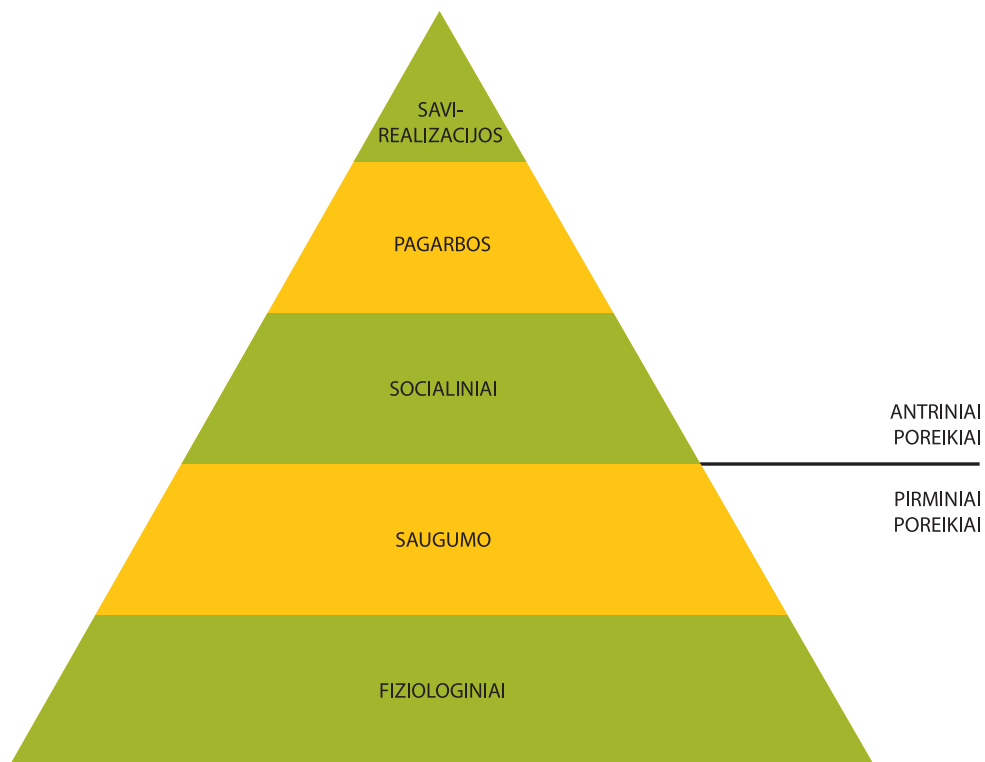 SAVI-
REALIZACIJOS
PAGARBOS
SOCIALINIAI
ANTRINIAI
POREIKIAI
PIRMINIAI
POREIKIAI
SAUGUMO
FIZIOLOGINIAI